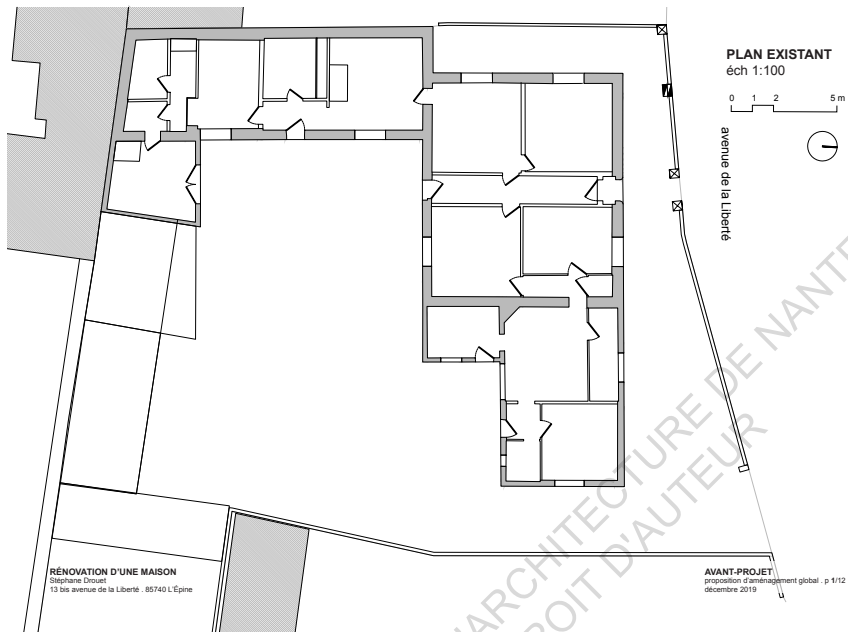 PLAN EXISTANT
éch 1:100
0 1 2 5 m
avenue de la Liberté
RÉNOVATION D'UNE MAISON
Stéphane Drouet
13 bis avenue de la Liberté . 85740 L'Épine
AVANT-PROJET
proposition d'aménagement global . p 1/12
décembre 2019
'ARCHITECTURE DE NANTE
ROIT D'AUTEUR